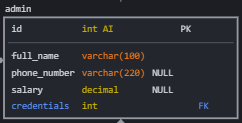 admin
id int AI PK
full_name varchar(100)
phone_number varchar(220) NULL
salary decimal NULL
credentials int FK